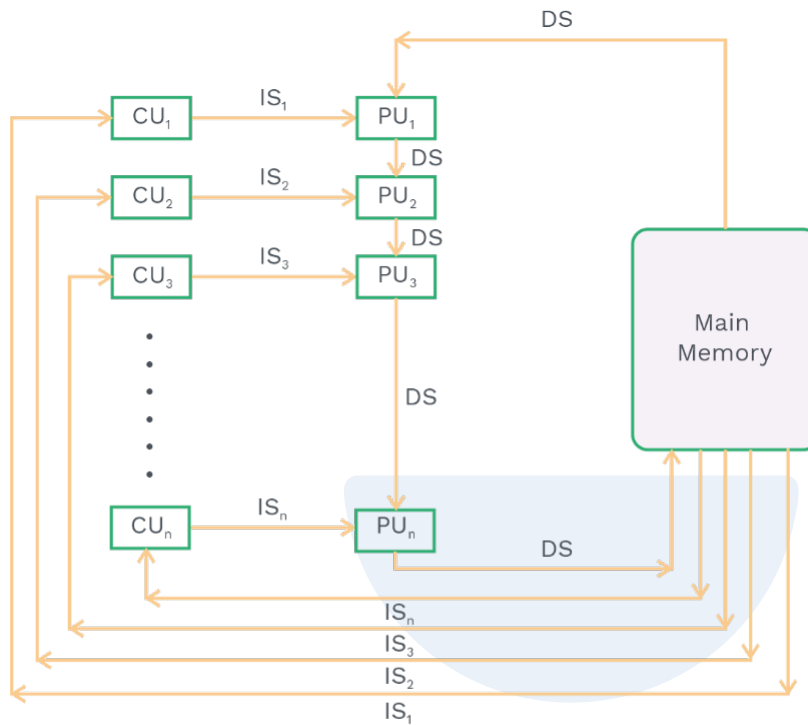 DS
CU₁ IS₁ PU₁
DS
CU₂ IS₂ PU₂
DS
CU₃ IS₃ PU₃
Main
Memory
DS
CUₙ ISₙ PUₙ
DS
ISₙ
IS₃
IS₂
IS₁